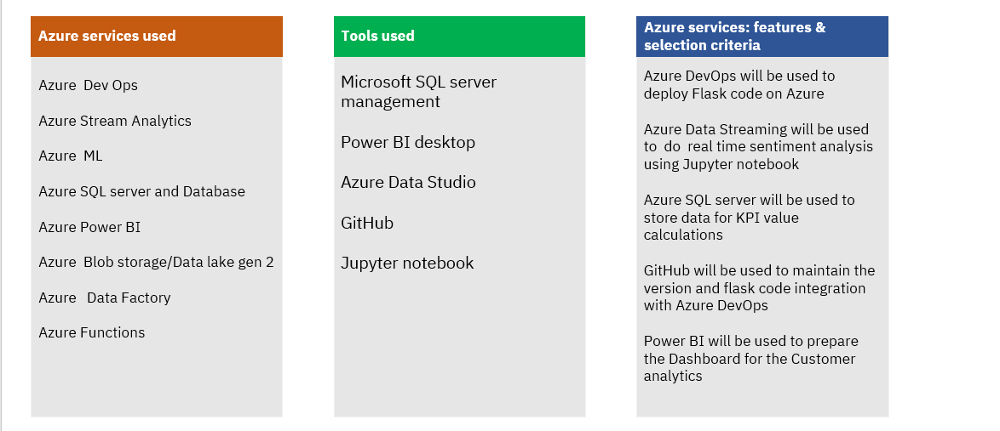 Azure services used
Azure  Dev Ops
Azure Stream Analytics
Azure  ML
Azure SQL server and Database
Azure Power BI
Azure  Blob storage/Data lake gen 2
Azure   Data Factory
Azure Functions
Tools used
Microsoft SQL server
management
Power BI desktop
Azure Data Studio
GitHub
Jupyter notebook
Azure services: features &
selection criteria
Azure DevOps will be used to
deploy Flask code on Azure
Azure Data Streaming will be used
to  do  real time sentiment analysis
using Jupyter notebook
Azure SQL server will be used to
store data for KPI value
calculations
GitHub will be used to maintain the
version and flask code integration
with Azure DevOps
Power BI will be used to prepare
the Dashboard for the Customer
analytics